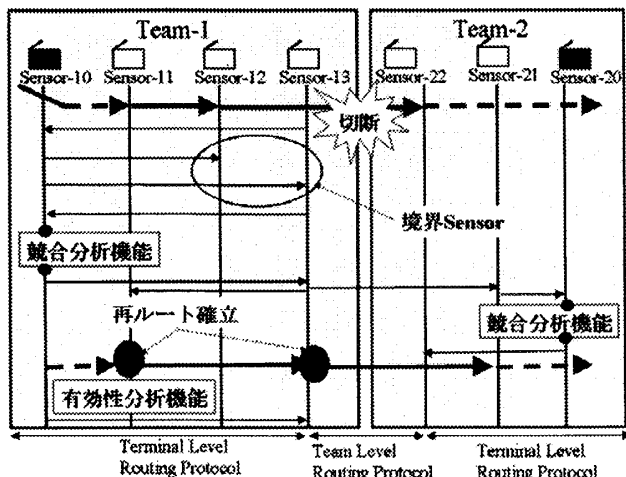 Team-1
Team-2
Sensor-10
Sensor-11
Sensor-12
Sensor-13
Sensor-22
Sensor-21
Sensor-20
切断
境界Sensor
競合分析機能
再ルート確立
競合分析機能
有効性分析機能
Terminal Level
Routing Protocol
Team Level
Routing Protocol
Terminal Level
Routing Protocol